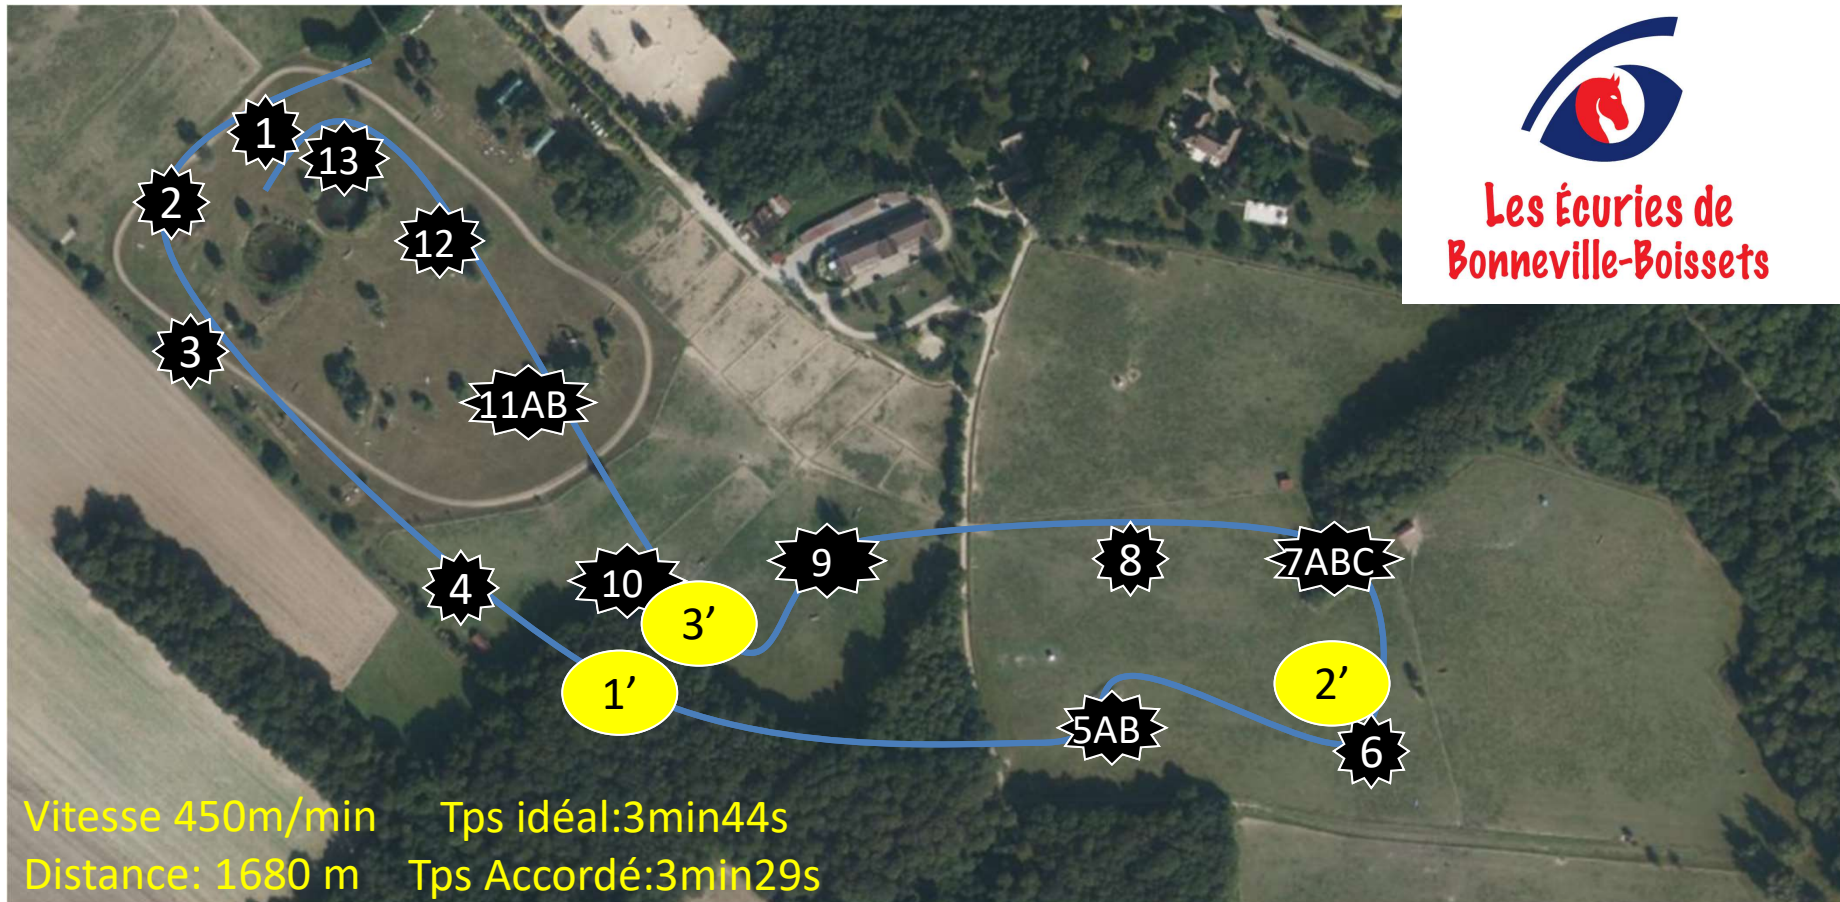 Les Écuries de
Bonneville-Boissets
1
13
2
12
3
11AB
9
8
7ABC
10
4
3’
2’
1’
5AB
6
Vitesse 450m/min Tps idéal:3min44s
Distance: 1680 m Tps Accordé:3min29s